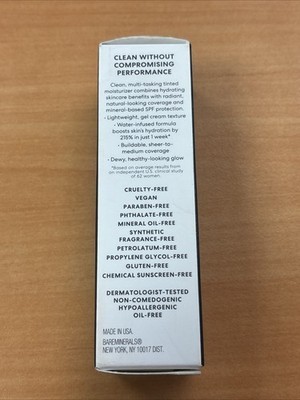 CLEAN WITHOUT
COMPROMISING
PERFORMANCE
Clean, multi-tasking tinted
moisturizer combines hydrating
skincare benefits with radiant,
natural-looking coverage and
mineral-based SPF protection.
- Lightweight, gel cream texture
- Water-infused formula
boosts skin's hydration by
215% in just 1 week*
- Buildable, sheer-to-
medium coverage
- Dewy, healthy-looking glow
*Based on average results from
an independent U.S. clinical study
of 62 women.
CRUELTY-FREE
VEGAN
PARABEN-FREE
PHTHALATE-FREE
MINERAL OIL-FREE
SYNTHETIC
FRAGRANCE-FREE
PETROLATUM-FREE
PROPYLENE GLYCOL-FREE
GLUTEN-FREE
CHEMICAL SUNSCREEN-FREE
DERMATOLOGIST-TESTED
NON-COMEDOGENIC
HYPOALLERGENIC
OIL-FREE
MADE IN USA.
BAREMINERALS®
NEW YORK, NY 10017 DIST.